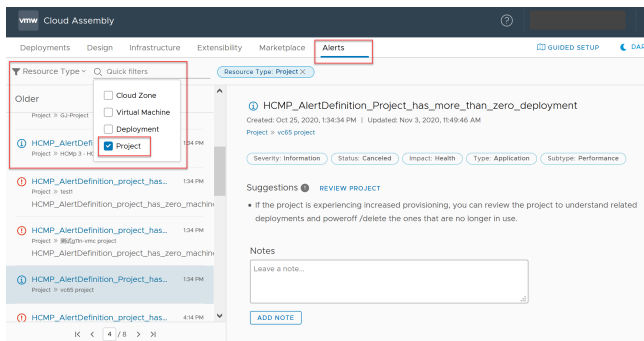 vmw Cloud Assembly
Deployments Design Infrastructure Extensibility Marketplace Alerts GUIDED SETUP DAR
Resource Type Quick filters Resource Type: Project
Cloud Zone
Virtual Machine
Deployment
Project
Older
Project » GJ-Project
HCMP_AlertDefi 1:34 PM
Project » HCMp 3 - HC
HCMP_AlertDefinition_project_has... 1:34 PM
Project » test1
HCMP_AlertDefinition_project_has_zero_machin
HCMP_AlertDefinition_project_has... 1:34 PM
HCMP_AlertDefinition_project_has_zero_machin
HCMP_AlertDefinition_Project_has... 1:34 PM
Project » vc65 project
HCMP_AlertDefinition_Project_has... 4:14 PM
4 / 8
HCMP_AlertDefinition_Project_has_more_than_zero_deployment
Created: Oct 25, 2020, 1:34:34 PM | Updated: Nov 3, 2020, 11:49:46 AM
Project » vc65 project
Severity: Information Status: Canceled Impact: Health Type: Application Subtype: Performance
Suggestions REVIEW PROJECT
• If the project is experiencing increased provisioning, you can review the project to understand related
deployments and poweroff /delete the ones that are no longer in use.
Notes
Leave a note...
ADD NOTE